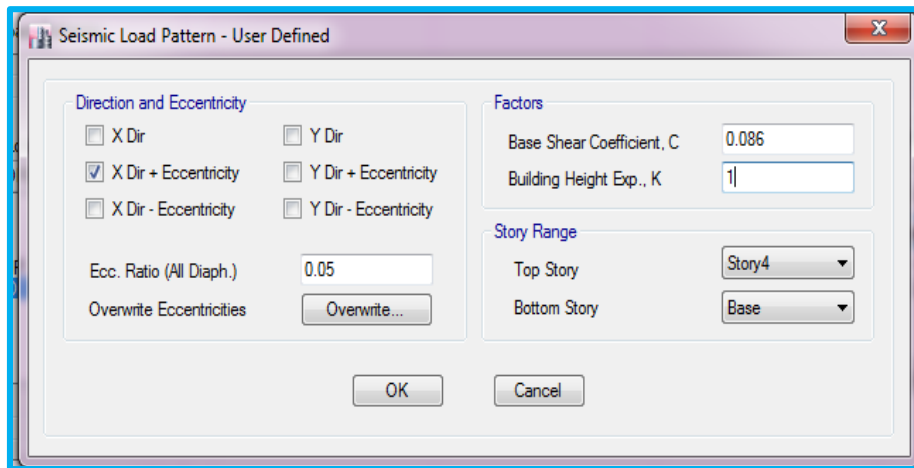 Seismic Load Pattern - User Defined
Direction and Eccentricity
X Dir
Y Dir
X Dir + Eccentricity
Y Dir + Eccentricity
X Dir - Eccentricity
Y Dir - Eccentricity
Ecc. Ratio (All Diaph.)
0.05
Overwrite Eccentricities
Overwrite...
Factors
Base Shear Coefficient, C
0.086
Building Height Exp., K
1
Story Range
Top Story
Story4
Bottom Story
Base
OK
Cancel